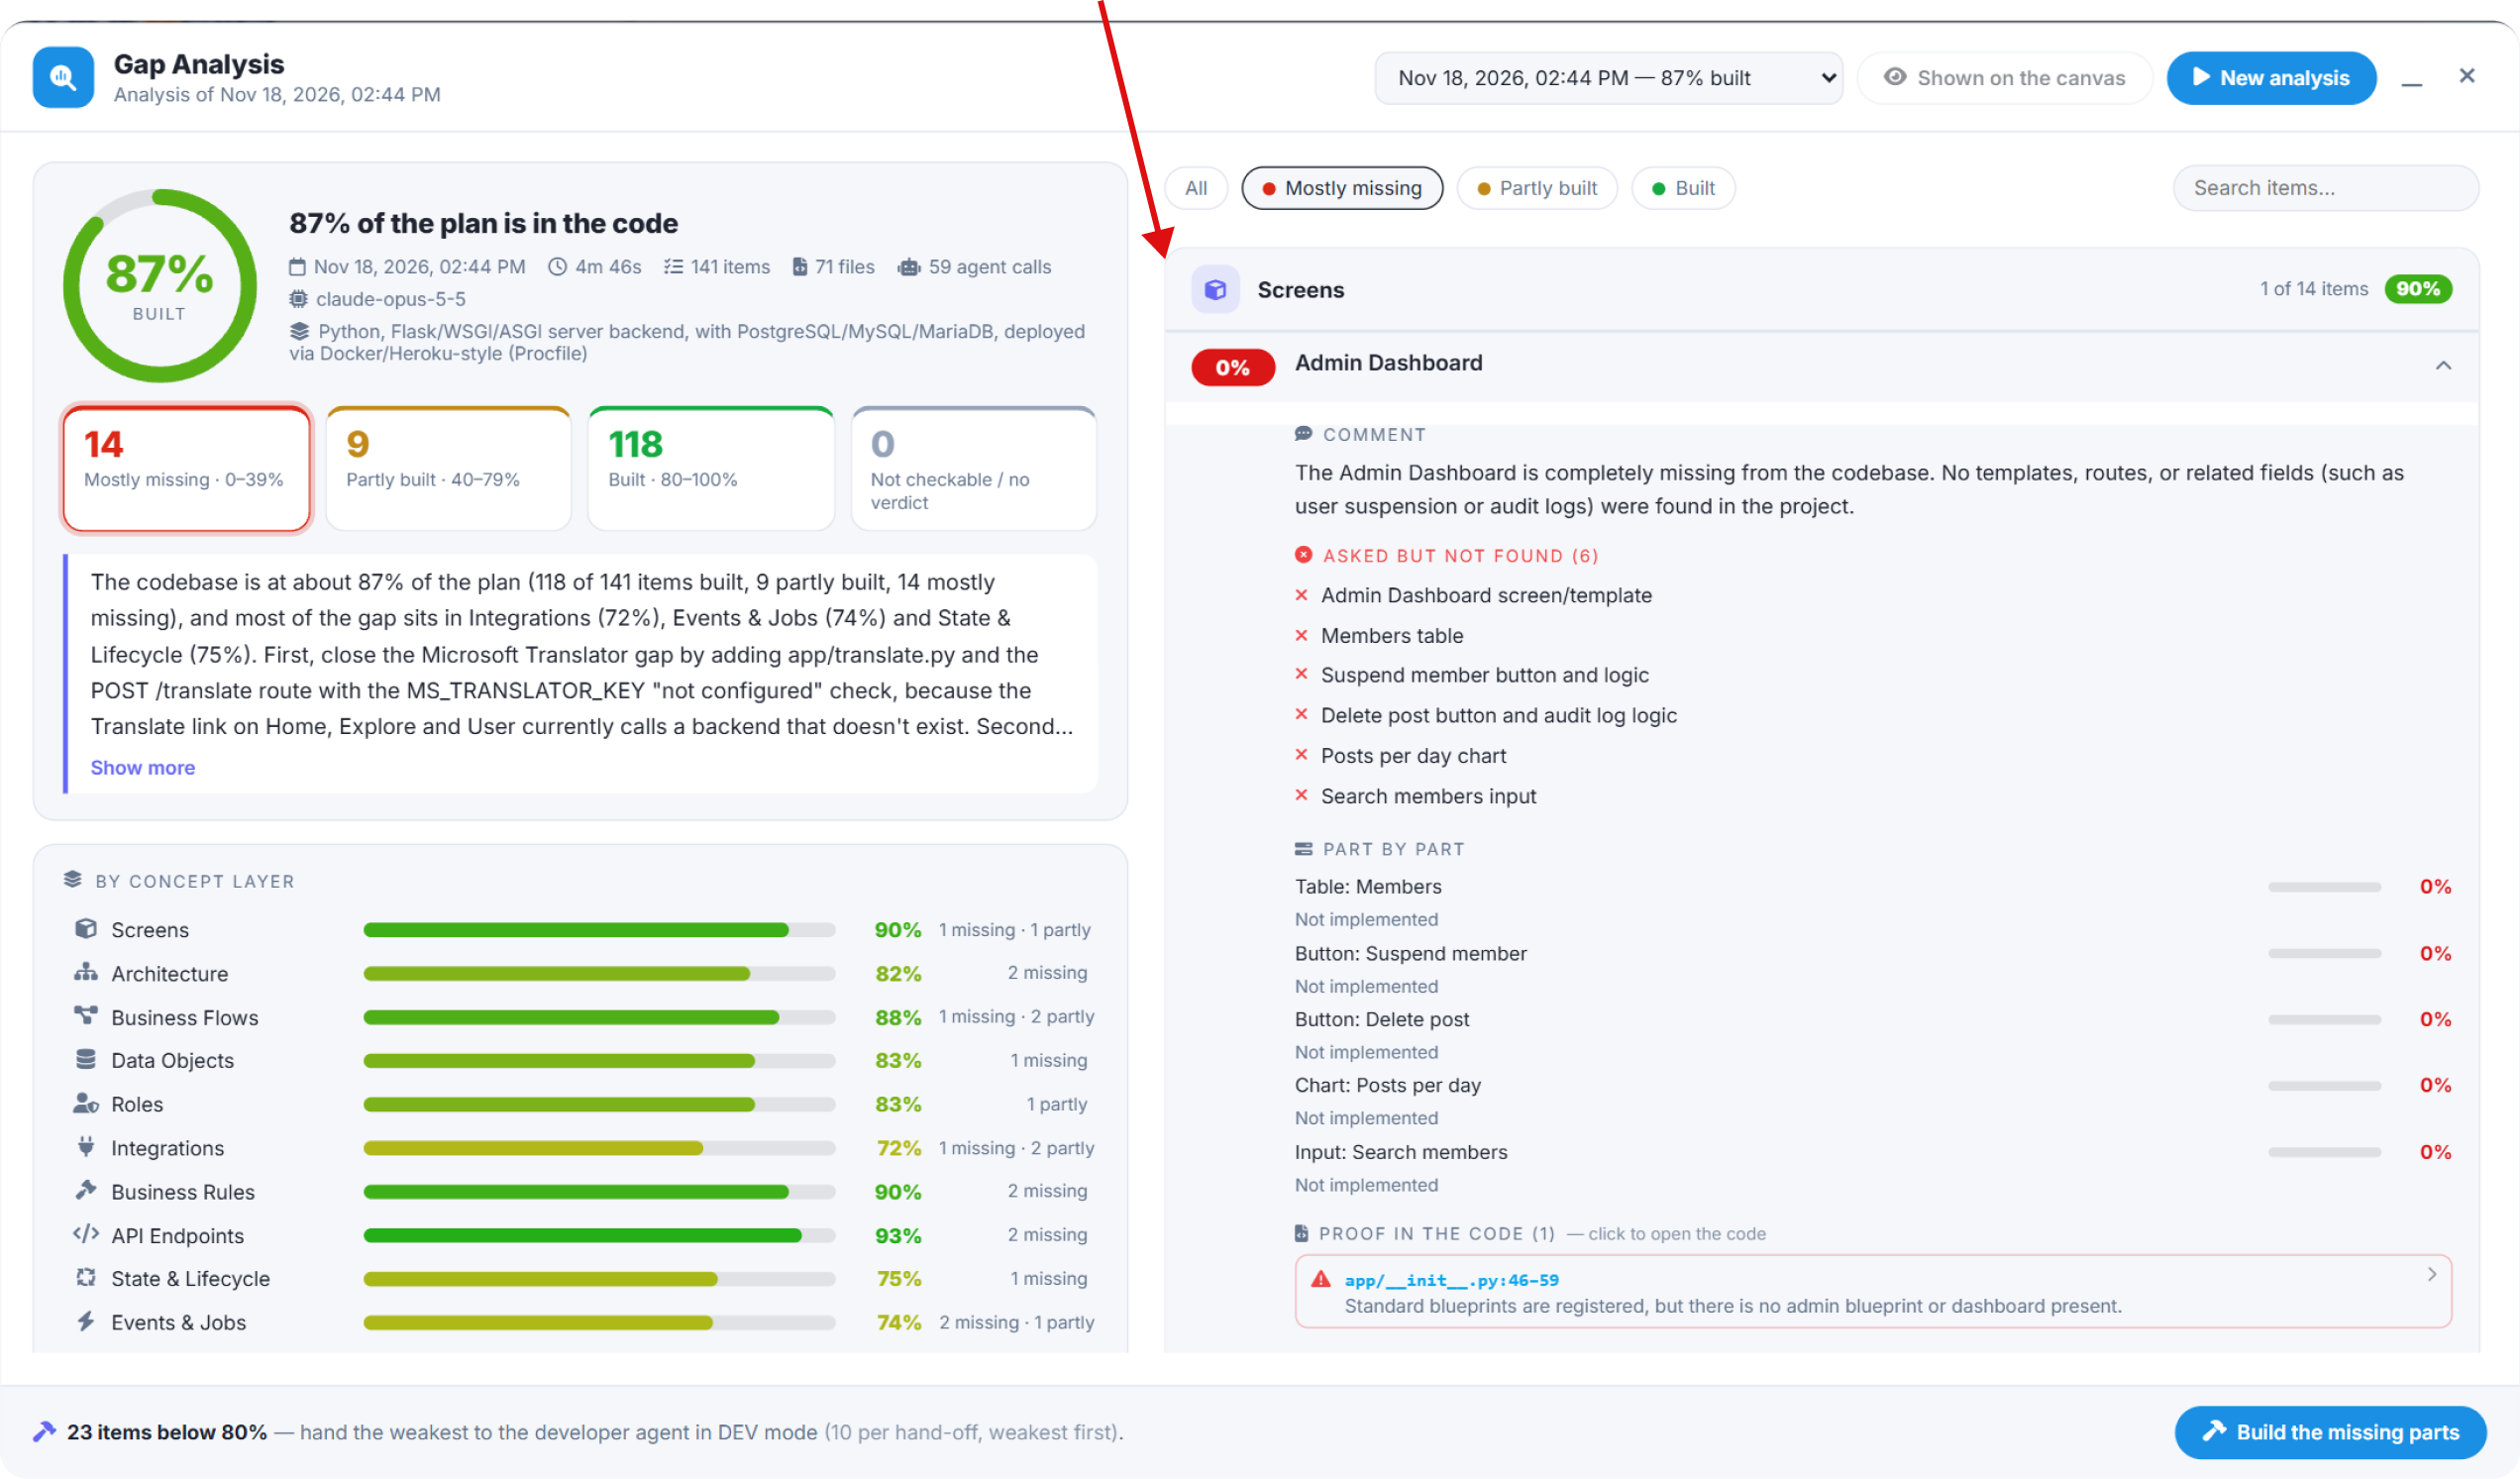 Gap Analysis
Analysis of Nov 18, 2026, 02:44 PM
Nov 18, 2026, 02:44 PM — 87% built
Shown on the canvas
New analysis
87%
BUILT
87% of the plan is in the code
Nov 18, 2026, 02:44 PM 4m 46s 141 items 71 files 59 agent calls
claude-opus-5-5
Python, Flask/WSGI/ASGI server backend, with PostgreSQL/MySQL/MariaDB, deployed
via Docker/Heroku-style (Procfile)
14
Mostly missing · 0–39%
9
Partly built · 40–79%
118
Built · 80–100%
0
Not checkable / no
verdict
The codebase is at about 87% of the plan (118 of 141 items built, 9 partly built, 14 mostly
missing), and most of the gap sits in Integrations (72%), Events & Jobs (74%) and State &
Lifecycle (75%). First, close the Microsoft Translator gap by adding app/translate.py and the
POST /translate route with the MS_TRANSLATOR_KEY "not configured" check, because the
Translate link on Home, Explore and User currently calls a backend that doesn't exist. Second...
Show more
BY CONCEPT LAYER
Screens 90% 1 missing · 1 partly
Architecture 82% 2 missing
Business Flows 88% 1 missing · 2 partly
Data Objects 83% 1 missing
Roles 83% 1 partly
Integrations 72% 1 missing · 2 partly
Business Rules 90% 2 missing
API Endpoints 93% 2 missing
State & Lifecycle 75% 1 missing
Events & Jobs 74% 2 missing · 1 partly
All
Mostly missing
Partly built
Built
Search items...
Screens
1 of 14 items 90%
0% Admin Dashboard
COMMENT
The Admin Dashboard is completely missing from the codebase. No templates, routes, or related fields (such as
user suspension or audit logs) were found in the project.
ASKED BUT NOT FOUND (6)
Admin Dashboard screen/template
Members table
Suspend member button and logic
Delete post button and audit log logic
Posts per day chart
Search members input
PART BY PART
Table: Members 0%
Not implemented
Button: Suspend member 0%
Not implemented
Button: Delete post 0%
Not implemented
Chart: Posts per day 0%
Not implemented
Input: Search members 0%
Not implemented
PROOF IN THE CODE (1) — click to open the code
app/__init__.py:46-59
Standard blueprints are registered, but there is no admin blueprint or dashboard present.
23 items below 80% — hand the weakest to the developer agent in DEV mode (10 per hand-off, weakest first).
Build the missing parts